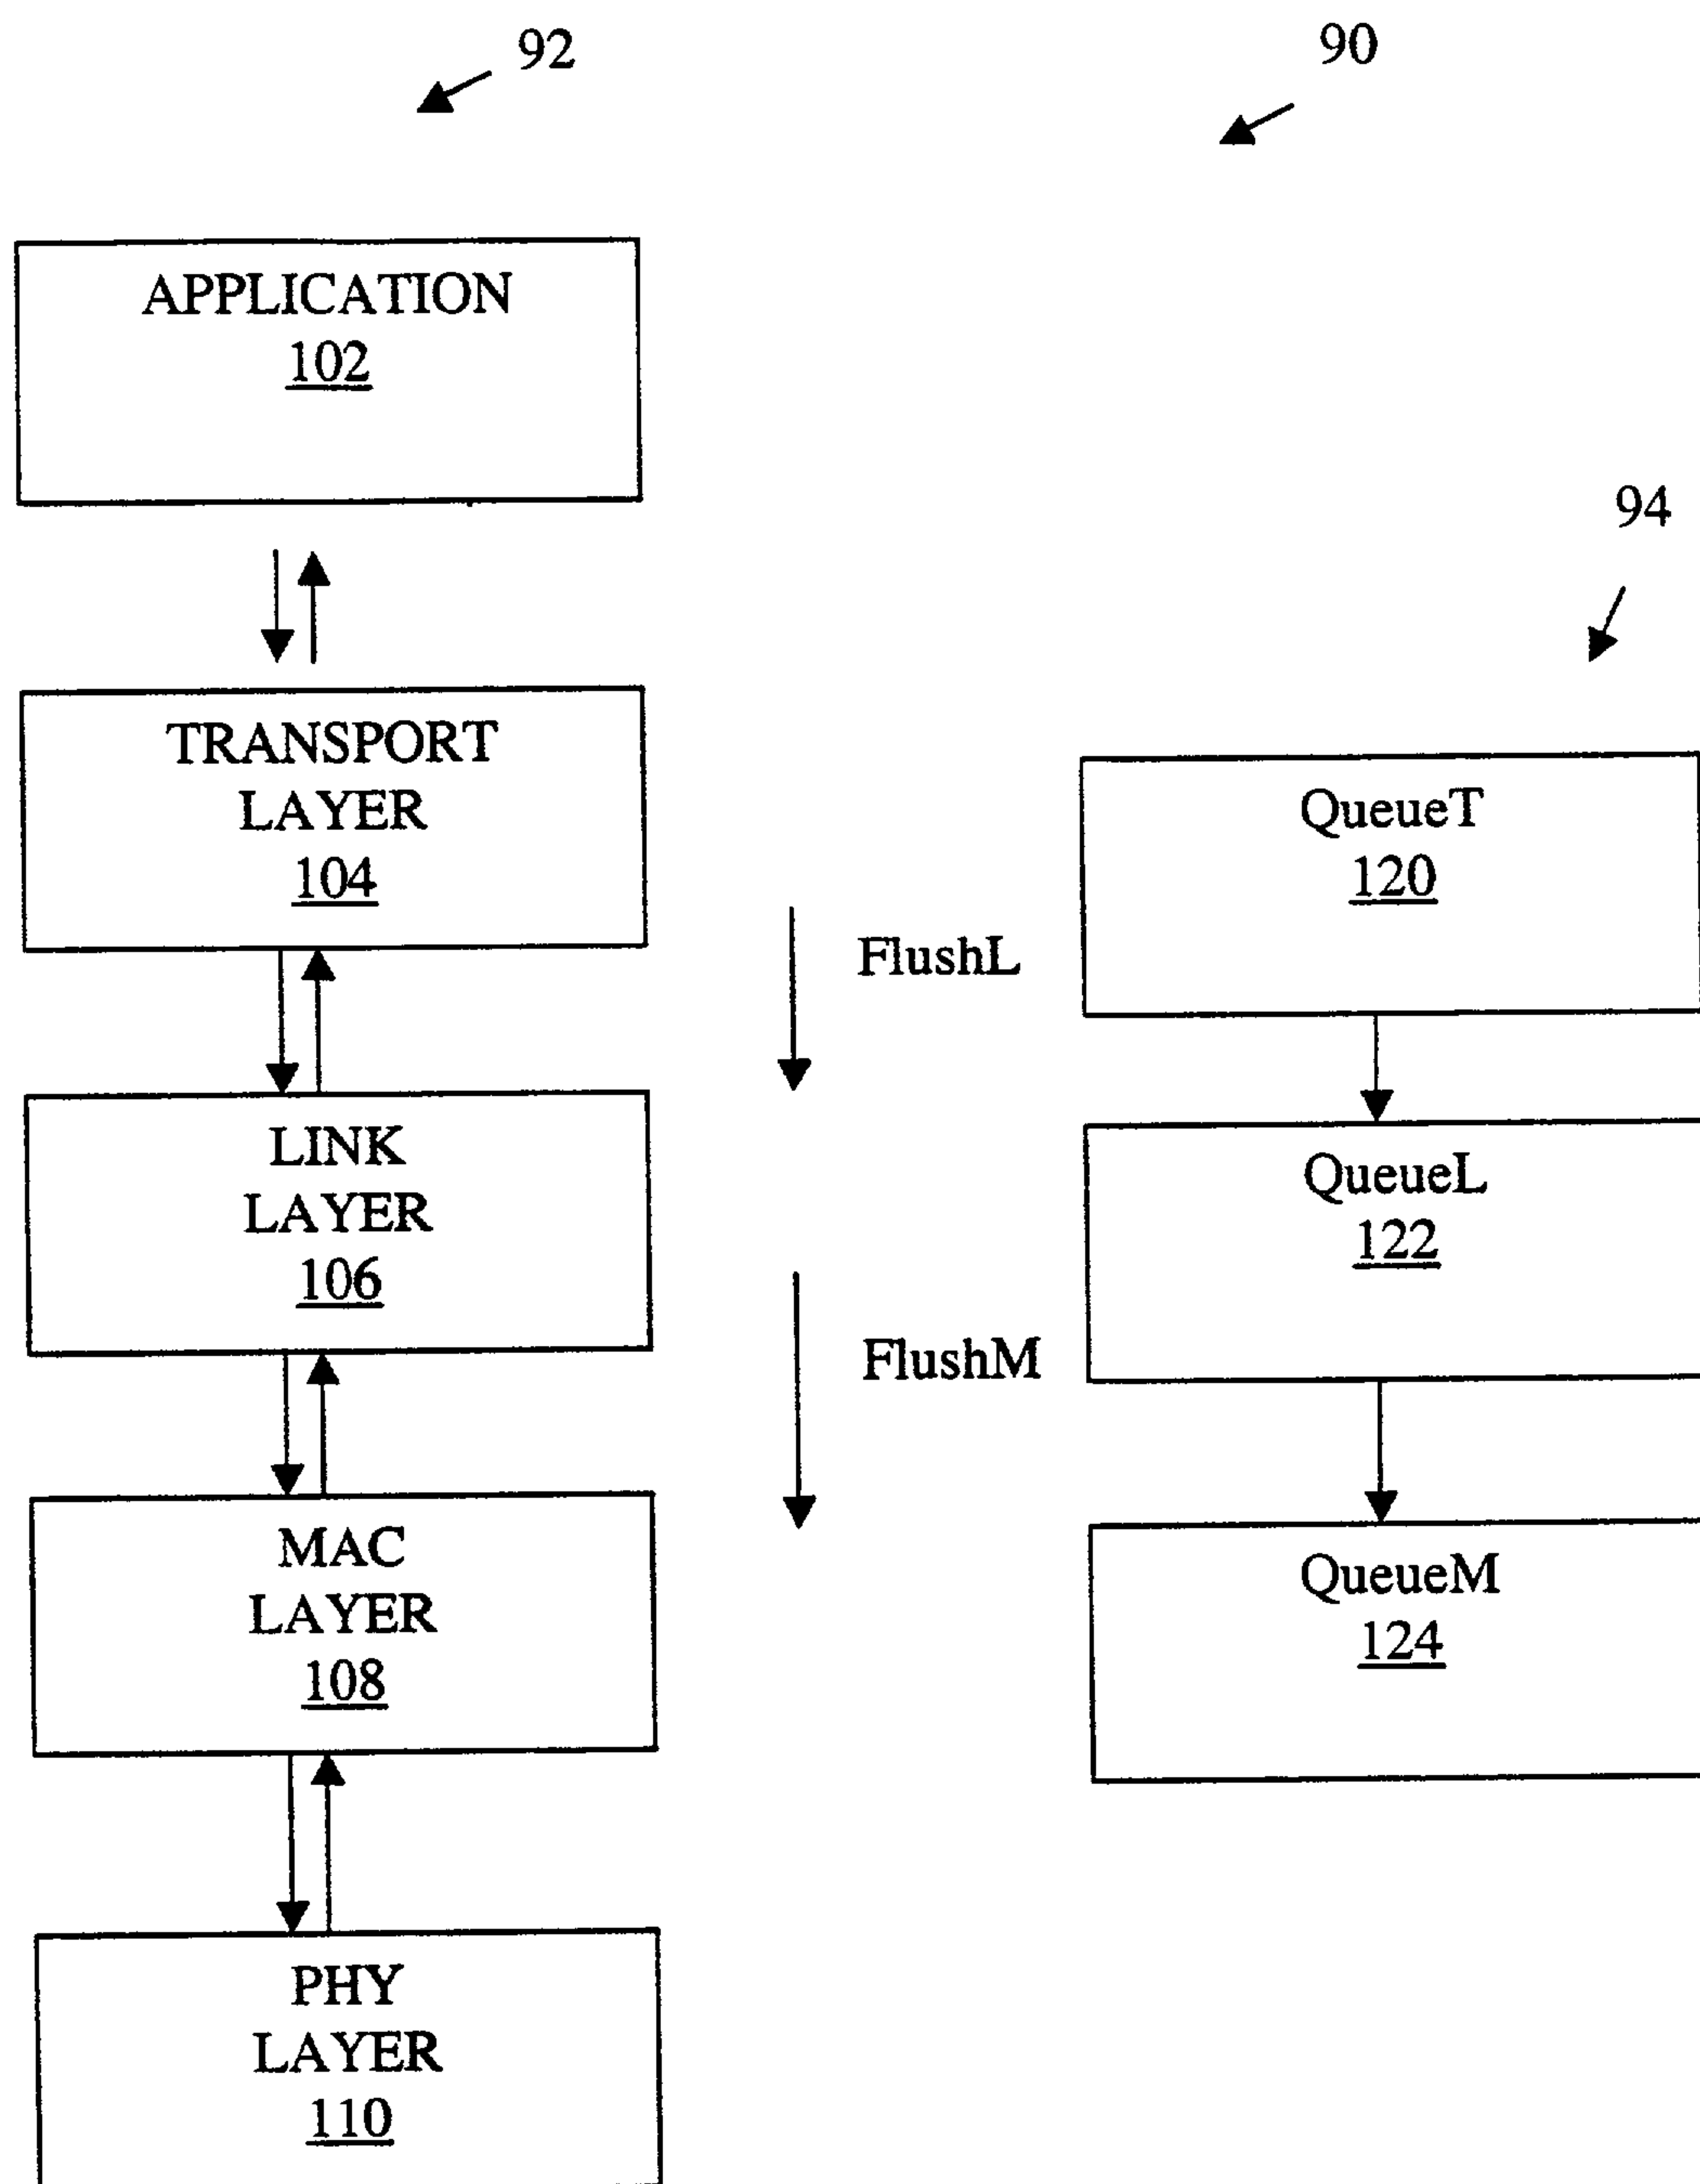 92
90
APPLICATION
102
94
TRANSPORT
LAYER
104
QueueT
120
FlushL
LINK
LAYER
106
QueueL
122
FlushM
MAC
LAYER
108
QueueM
124
PHY
LAYER
110